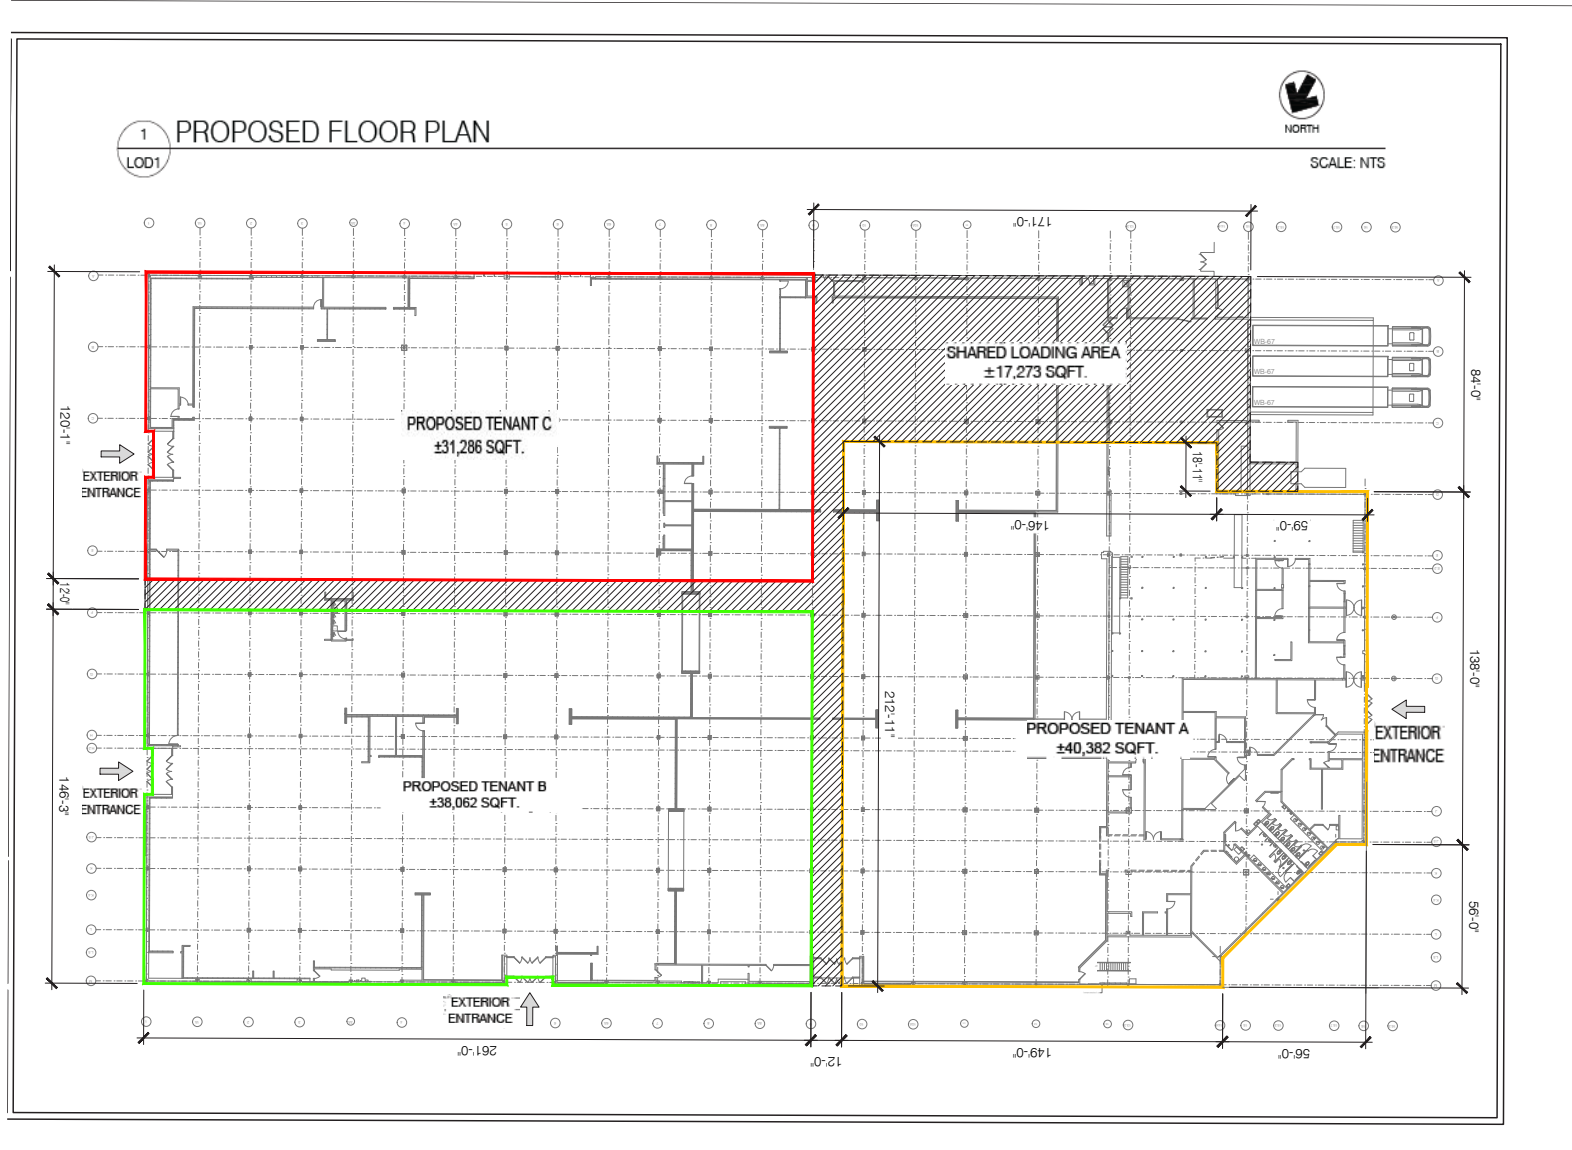 NORTH
1
PROPOSED FLOOR PLAN
LOD1
SCALE: NTS
171'-0"
SHARED LOADING AREA
±17,273 SQFT.
WB-67
WB-67
WB-67
84'-0"
120'-1"
PROPOSED TENANT C
±31,286 SQFT.
EXTERIOR
ENTRANCE
18'-11"
146'-0"
59'-0"
12'-0"
212'-11"
138'-0"
PROPOSED TENANT A
±40,382 SQFT.
EXTERIOR
ENTRANCE
EXTERIOR
ENTRANCE
146'-3"
PROPOSED TENANT B
±38,062 SQFT.
56'-0"
EXTERIOR
ENTRANCE
261'-0"
12'-0"
149'-0"
56'-0"